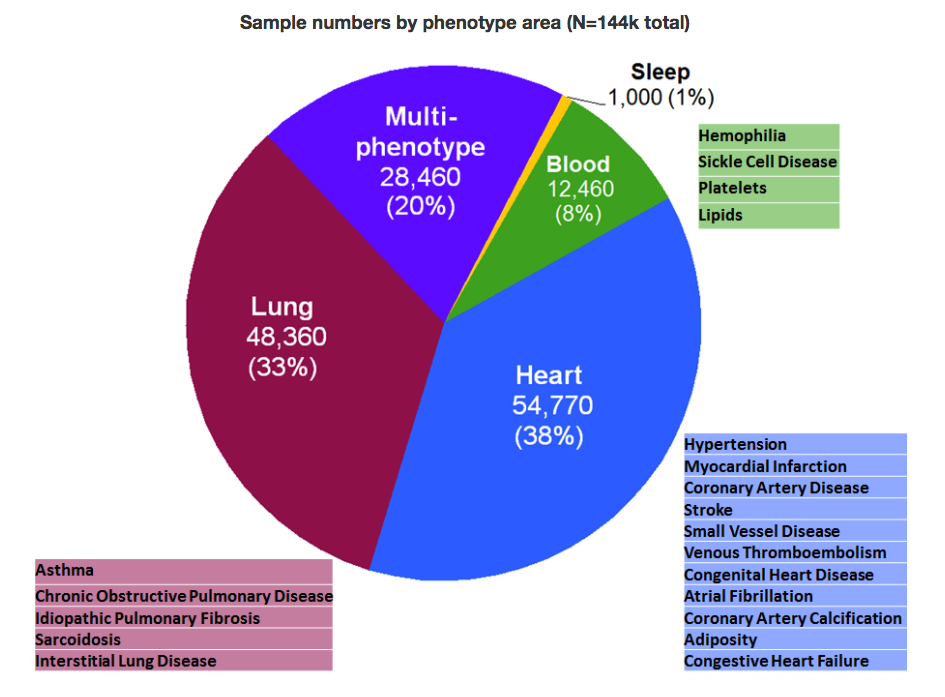 Sample numbers by phenotype area (N=144k total)
Sleep
1,000 (1%)
Multi-
phenotype
28,460
(20%)
Blood
12,460
(8%)
Hemophilia
Sickle Cell Disease
Platelets
Lipids
Lung
48,360
(33%)
Heart
54,770
(38%)
Hypertension
Myocardial Infarction
Coronary Artery Disease
Stroke
Small Vessel Disease
Venous Thromboembolism
Congenital Heart Disease
Atrial Fibrillation
Coronary Artery Calcification
Adiposity
Congestive Heart Failure
Asthma
Chronic Obstructive Pulmonary Disease
Idiopathic Pulmonary Fibrosis
Sarcoidosis
Interstitial Lung Disease